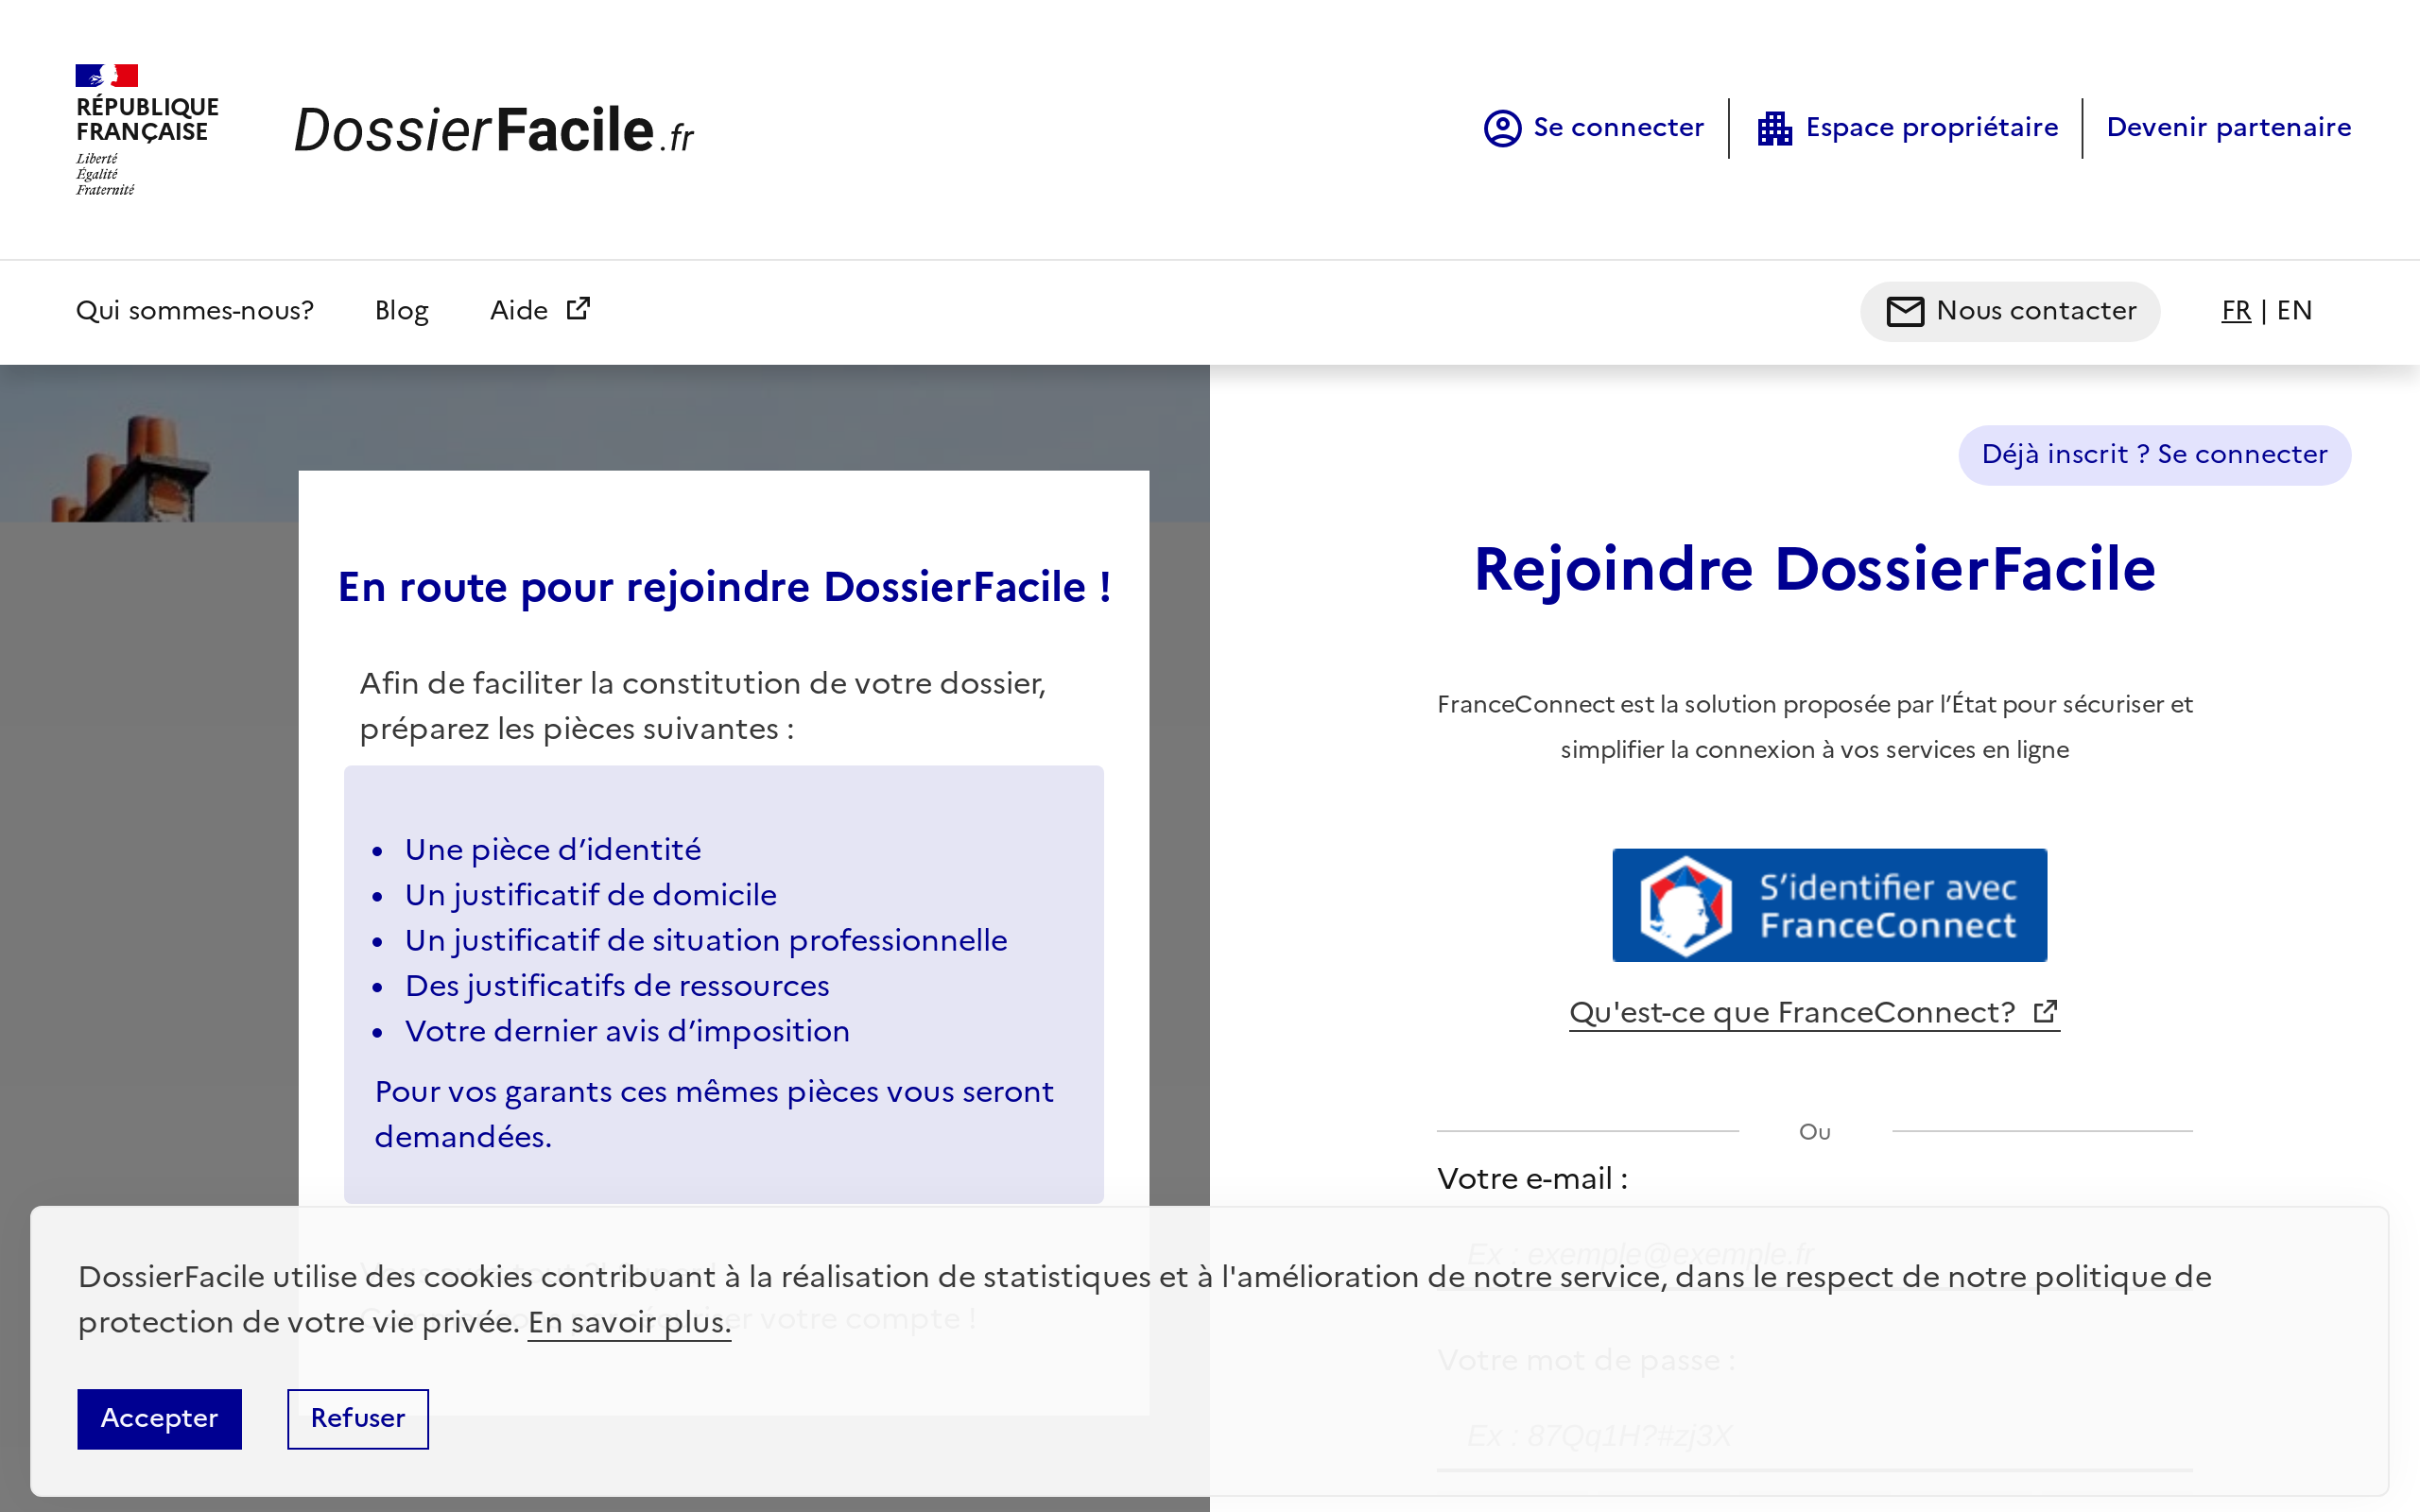 RÉPUBLIQUE
FRANÇAISE
Liberté
Égalité
Fraternité
DossierFacile.fr
Se connecter
Espace propriétaire
Devenir partenaire
Qui sommes-nous?
Blog
Aide
Nous contacter
FR | EN
En route pour rejoindre DossierFacile !
Afin de faciliter la constitution de votre dossier,
préparez les pièces suivantes :
• Une pièce d’identité
• Un justificatif de domicile
• Un justificatif de situation professionnelle
• Des justificatifs de ressources
• Votre dernier avis d’imposition
Pour vos garants ces mêmes pièces vous seront
demandées.
votre compte !
Déjà inscrit ? Se connecter
Rejoindre DossierFacile
FranceConnect est la solution proposée par l’État pour sécuriser et
simplifier la connexion à vos services en ligne
S’identifier avec
FranceConnect
Qu'est-ce que FranceConnect?
Ou
Votre e-mail :
Ex : exemple@exemple.fr
Votre mot de passe :
Ex : 87Qq1H?#zj3X
DossierFacile utilise des cookies contribuant à la réalisation de statistiques et à l'amélioration de notre service, dans le respect de notre politique de
protection de votre vie privée. En savoir plus.
Accepter
Refuser